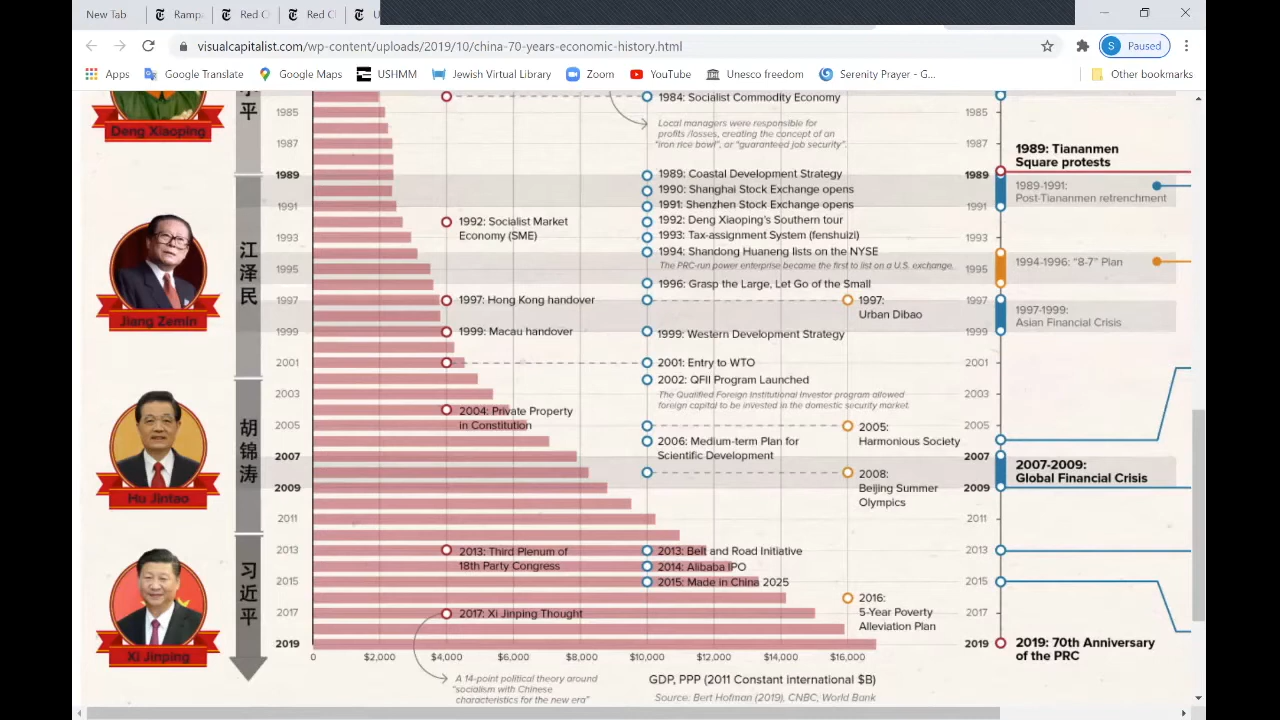 New Tab
Ramp
Red C
Red C
U
visualcapitalist.com/wp-content/uploads/2019/10/china-70-years-economic-history.html
S Paused
Apps
Google Translate
Google Maps
USHMM
Jewish Virtual Library
Zoom
YouTube
Unesco freedom
Serenity Prayer - G...
Other bookmarks
平
Deng Xiaoping
江
泽
民
Jiang Zemin
胡
锦
涛
Hu Jintao
习
近
平
Xi Jinping
1985
1987
1989
1991
1993
1995
1997
1999
2001
2003
2005
2007
2009
2011
2013
2015
2017
2019
1992: Socialist Market
Economy (SME)
1997: Hong Kong handover
1999: Macau handover
2004: Private Property
in Constitution
2013: Third Plenum of
18th Party Congress
2017: Xi Jinping Thought
A 14-point political theory around
"socialism with Chinese
characteristics for the new era"
1984: Socialist Commodity Economy
Local managers were responsible for
profits /losses, creating the concept of an
"iron rice bowl", or "guaranteed job security".
1989: Coastal Development Strategy
1990: Shanghai Stock Exchange opens
1991: Shenzhen Stock Exchange opens
1992: Deng Xiaoping's Southern tour
1993: Tax-assignment System (fenshuizi)
1994: Shandong Huaneng lists on the NYSE
The PRC-run power enterprise became the first to list on a U.S. exchange.
1996: Grasp the Large, Let Go of the Small
1999: Western Development Strategy
2001: Entry to WTO
2002: QFII Program Launched
The Qualified Foreign Institutional Investor program allowed
foreign capital to be invested in the domestic security market.
2006: Medium-term Plan for
Scientific Development
2013: Belt and Road Initiative
2014: Alibaba IPO
2015: Made in China 2025
1997:
Urban Dibao
2005:
Harmonious Society
2008:
Beijing Summer
Olympics
2016:
5-Year Poverty
Alleviation Plan
0 $2,000 $4,000 $6,000 $8,000 $10,000 $12,000 $14,000 $16,000
GDP, PPP (2011 Constant international $B)
Source: Bert Hofman (2019), CNBC, World Bank
1985
1987
1989
1991
1993
1995
1997
1999
2001
2003
2005
2007
2009
2011
2013
2015
2017
2019
1989: Tiananmen
Square protests
1989-1991:
Post-Tiananmen retrenchment
1994-1996: "8-7" Plan
1997-1999:
Asian Financial Crisis
2007-2009:
Global Financial Crisis
2019: 70th Anniversary
of the PRC